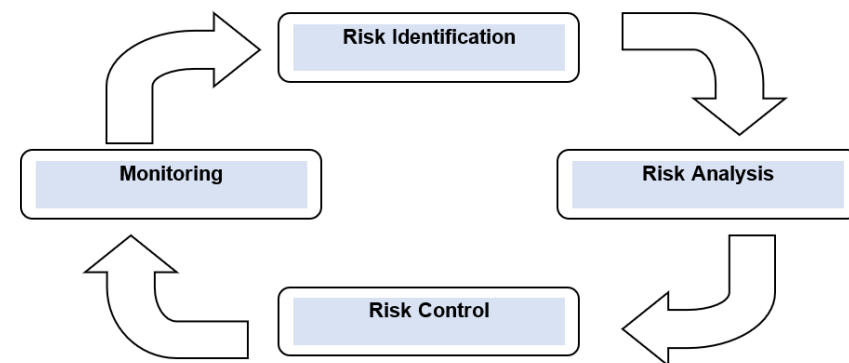 Risk Identification
Monitoring
Risk Analysis
Risk Control